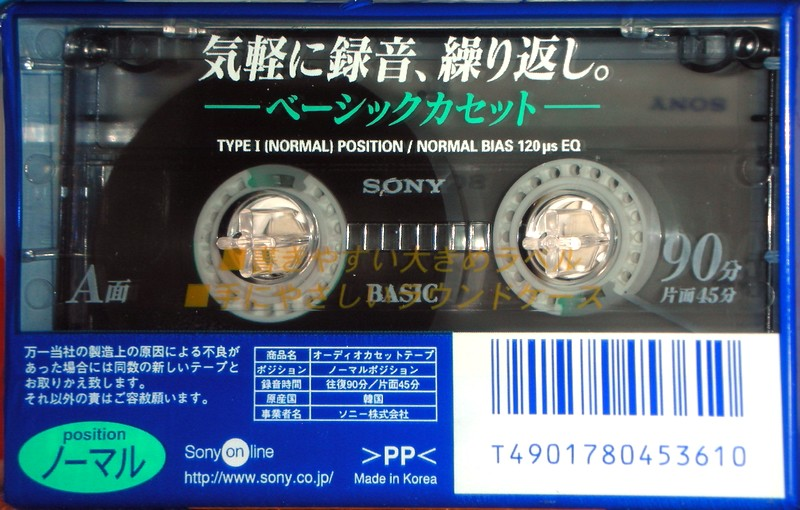 気軽に録音、繰り返し。
ベーシックカセット
TYPE I (NORMAL) POSITION / NORMAL BIAS 120 μs EQ
SONY
SONY
A面
BASIC
90分
片面45分
■書きやすい大きめラベル
■手にやさしいラウンドケース
万一当社の製造上の原因による不良が
あった場合には同数の新しいテープと
お取りかえ致します。
それ以外の責はご容赦願います。
商品名 オーディオカセットテープ
ポジション ノーマルポジション
録音時間 往復90分／片面45分
原産国 韓国
事業者名 ソニー株式会社
position
ノーマル
Sony on line
http://www.sony.co.jp/
>PP<
Made in Korea
T4901780453610